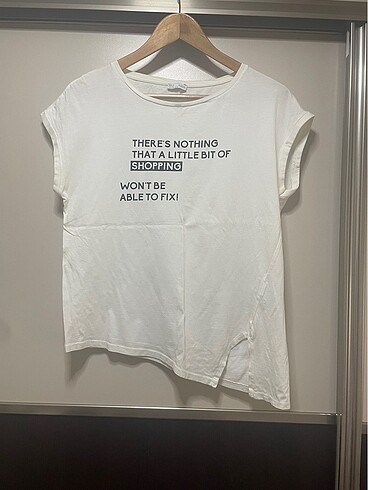 THERE'S NOTHING
THAT A LITTLE BIT OF
SHOPPING
WON'T BE
ABLE TO FIX!